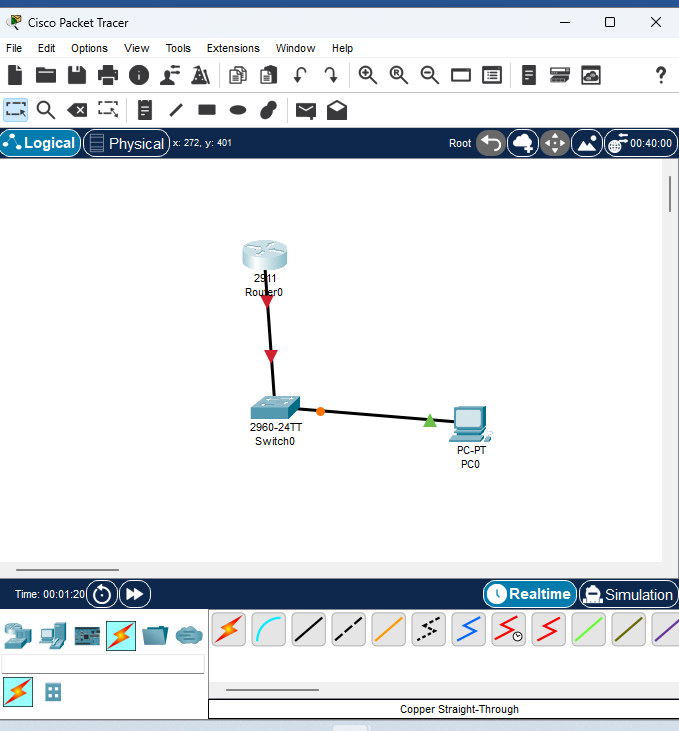 Cisco Packet Tracer
File Edit Options View Tools Extensions Window Help
?
Logical Physical x: 272, y: 401 Root 00:40:00
2911
Router0
2960-24TT
Switch0
PC-PT
PC0
Time: 00:01:20 Realtime Simulation
Copper Straight-Through